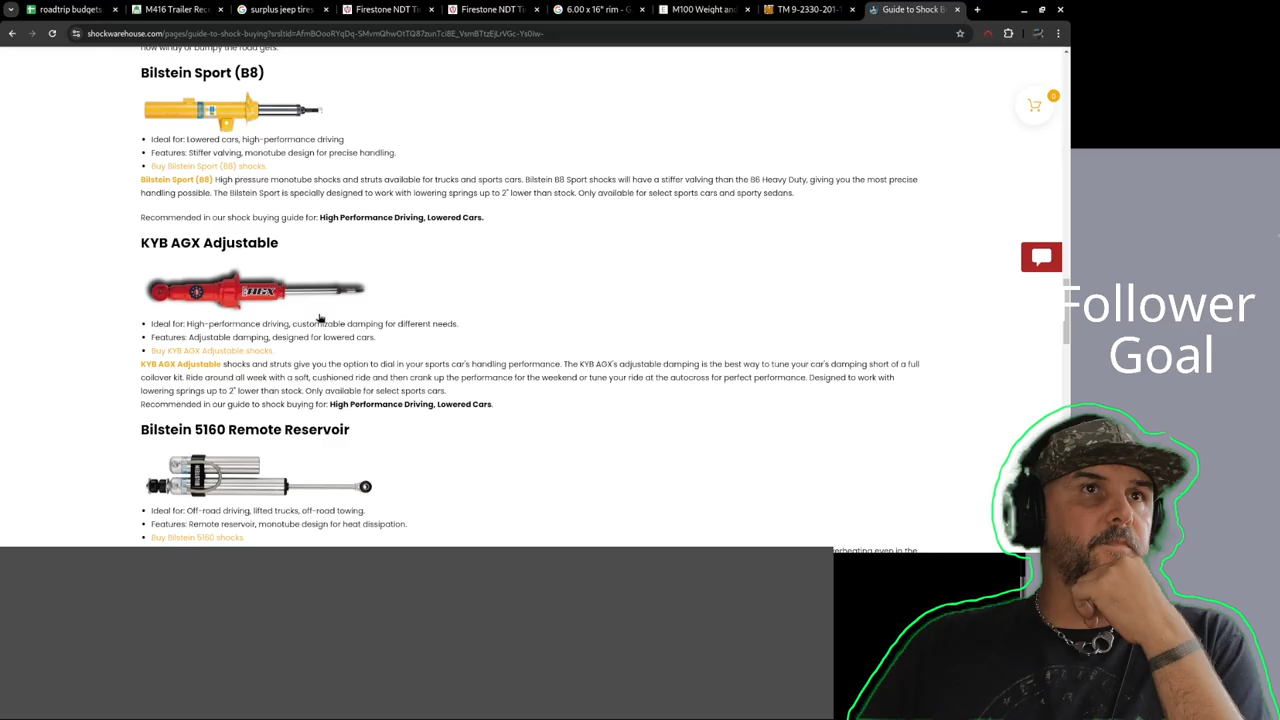 roadtrip budgets
M416 Trailer Rec
surplus jeep tires
Firestone NDT Ti
Firestone NDT Ti
6.00 x 16" rim - G
M100 Weight and
TM 9-2330-201-1
Guide to Shock B
shockwarehouse.com/pages/guide-to-shock-buying?
how windy or bumpy the road gets.
Bilstein Sport (B8)
0
Ideal for: Lowered cars, high-performance driving
Features: Stiffer valving, monotube design for precise handling.
Buy Bilstein Sport (B8) shocks.
Bilstein Sport (B8) High pressure monotube shocks and struts available for trucks and sports cars. Bilstein B8 Sport shocks will have a stiffer valving than the B6 Heavy Duty, giving you the most precise
handling possible. The Bilstein Sport is specially designed to work with lowering springs up to 2" lower than stock. Only available for select sports cars and sporty sedans.
Recommended in our shock buying guide for: High Performance Driving, Lowered Cars.
KYB AGX Adjustable
AGX
Ideal for: High-performance driving, customizable damping for different needs.
Features: Adjustable damping, designed for lowered cars.
Buy KYB AGX Adjustable shocks.
KYB AGX Adjustable shocks and struts give you the option to dial in your sports car's handling performance. The KYB AGX's adjustable damping is the best way to tune your car's damping short of a full
coilover kit. Ride around all week with a soft, cushioned ride and then crank up the performance for the weekend or tune your ride at the autocross for perfect performance. Designed to work with
lowering springs up to 2" lower than stock. Only available for select sports cars.
Recommended in our guide to shock buying for: High Performance Driving, Lowered Cars.
Bilstein 5160 Remote Reservoir
Ideal for: Off-road driving, lifted trucks, off-road towing.
Features: Remote reservoir, monotube design for heat dissipation.
Buy Bilstein 5160 shocks.
overheating even in the
Follower
Goal